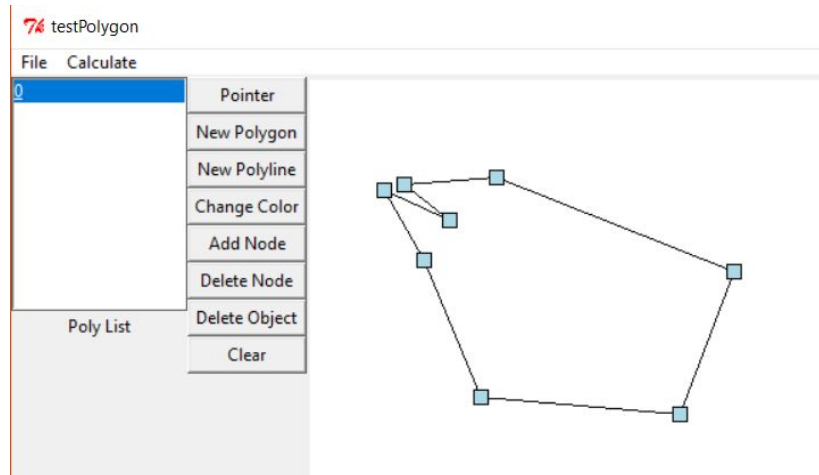 testPolygon
File Calculate
0
Pointer
New Polygon
New Polyline
Change Color
Add Node
Delete Node
Delete Object
Clear
Poly List